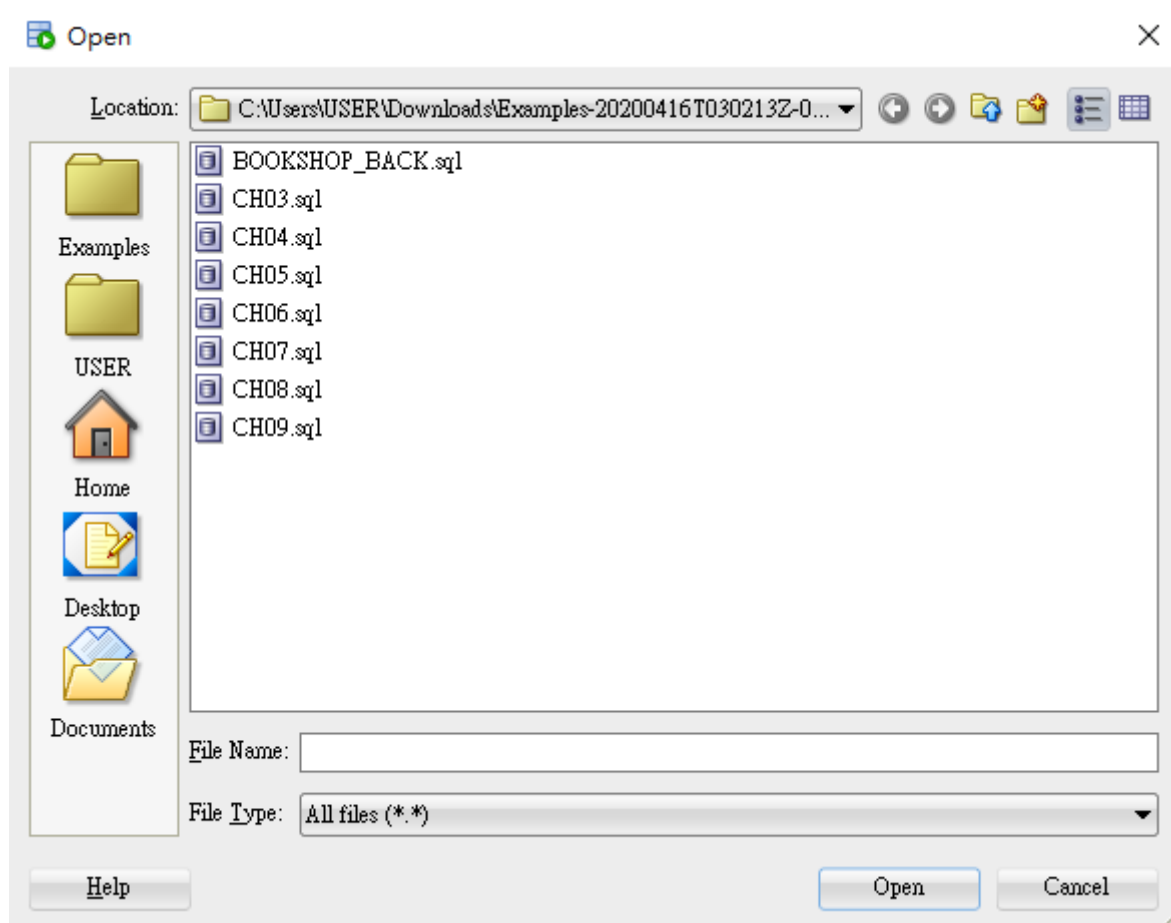 Open
Location: C:\Users\USER\Downloads\Examples-20200416T030213Z-0...
Examples
USER
Home
Desktop
Documents
BOOKSHOP_BACK.sql
CH03.sql
CH04.sql
CH05.sql
CH06.sql
CH07.sql
CH08.sql
CH09.sql
File Name:
File Type: All files (*.*)
Help Open Cancel